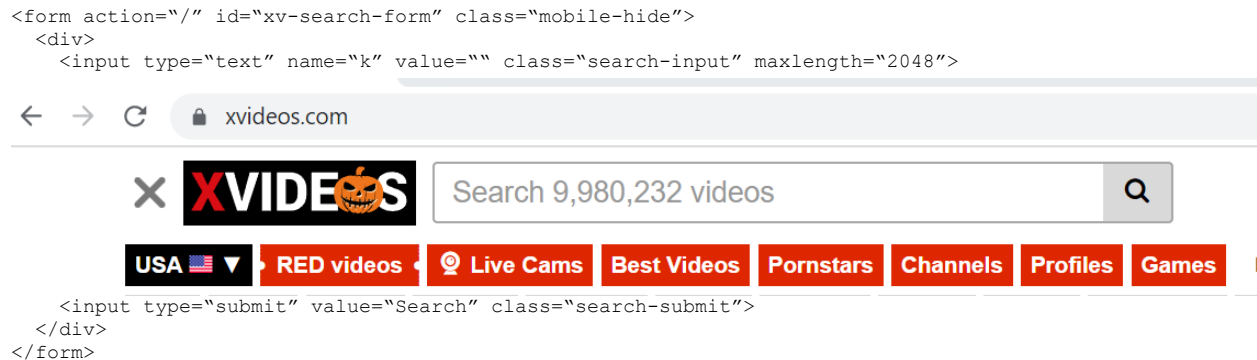 <form action=“/” id=“xv-search-form” class=“mobile-hide”>
<div>
<input type=“text” name=“k” value=““ class=“search-input” maxlength=“2048”>
xvideos.com
XVIDEOS
Search 9,980,232 videos
USA ▼ RED videos Live Cams Best Videos Pornstars Channels Profiles Games
<input type=“submit” value=“Search” class=“search-submit”>
</div>
</form>